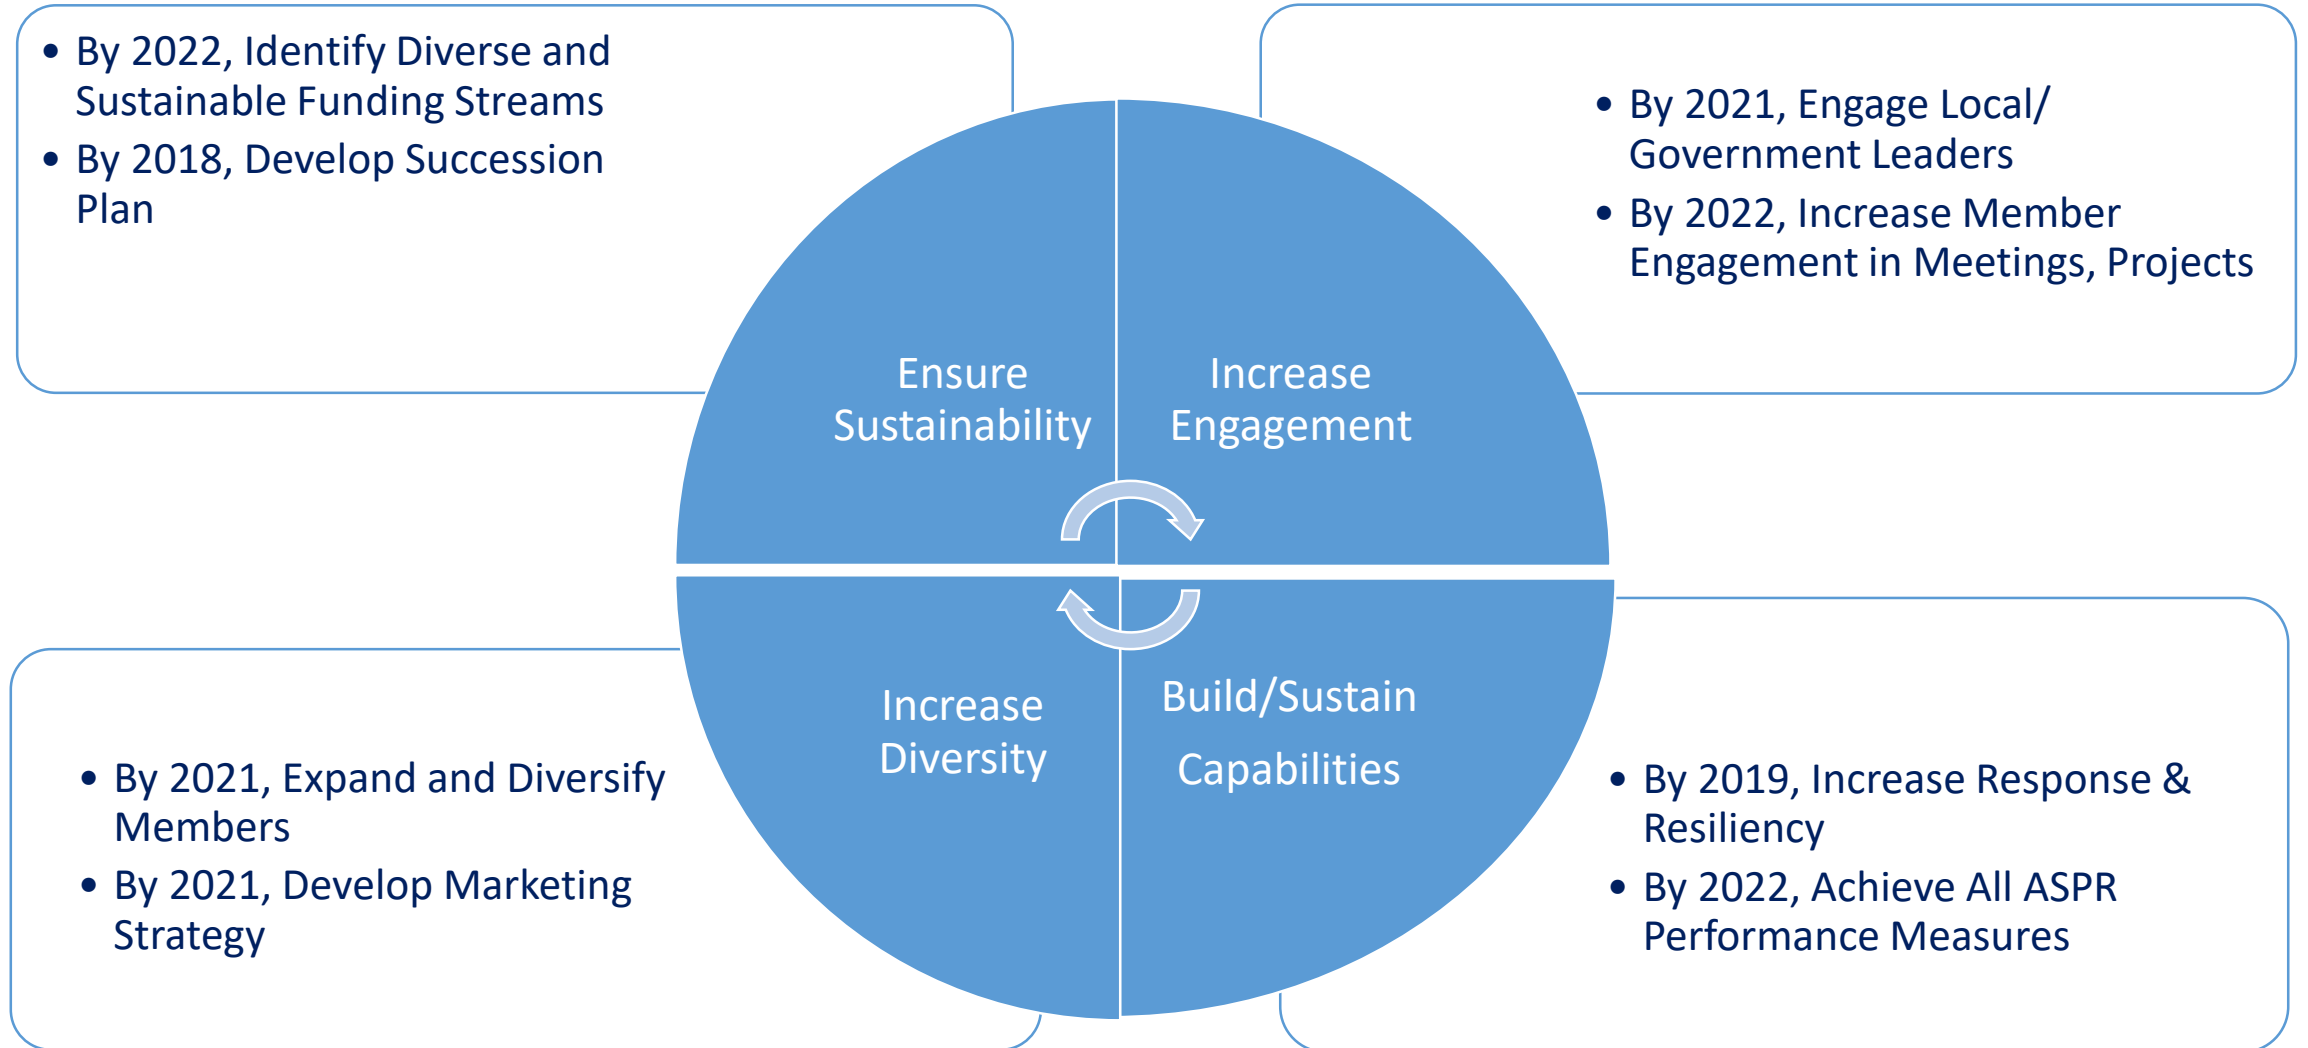 • By 2022, Identify Diverse and
Sustainable Funding Streams
• By 2018, Develop Succession
Plan
• By 2021, Engage Local/
Government Leaders
• By 2022, Increase Member
Engagement in Meetings, Projects
Ensure
Sustainability
Increase
Engagement
Increase
Diversity
Build/Sustain
Capabilities
• By 2021, Expand and Diversify
Members
• By 2021, Develop Marketing
Strategy
• By 2019, Increase Response &
Resiliency
• By 2022, Achieve All ASPR
Performance Measures